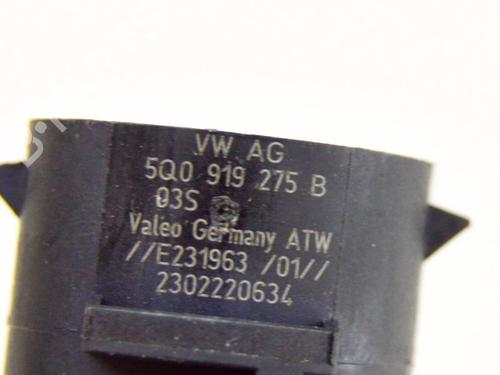 VW AG
5Q0 919 275 B
03S
Valeo Germany ATW
//E231963 /01//
2302220634